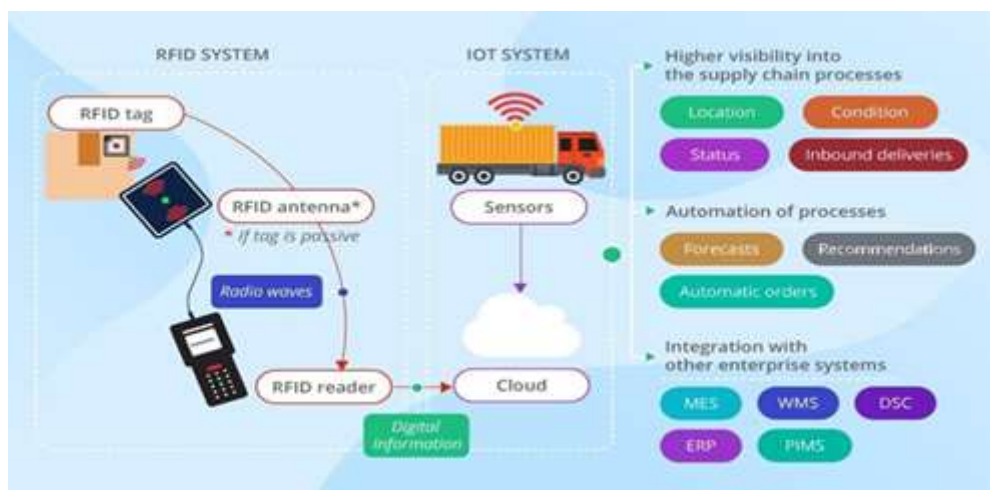 RFID SYSTEM
RFID tag
RFID antenna*
* If tag is passive
Radio waves
RFID reader
Digital
information
IOT SYSTEM
Sensors
Cloud
Higher visibility into
the supply chain processes
Location
Condition
Status
Inbound deliveries
Automation of processes
Forecasts
Recommendations
Automatic orders
Integration with
other enterprise systems
MES
WMS
DSC
ERP
PIMS